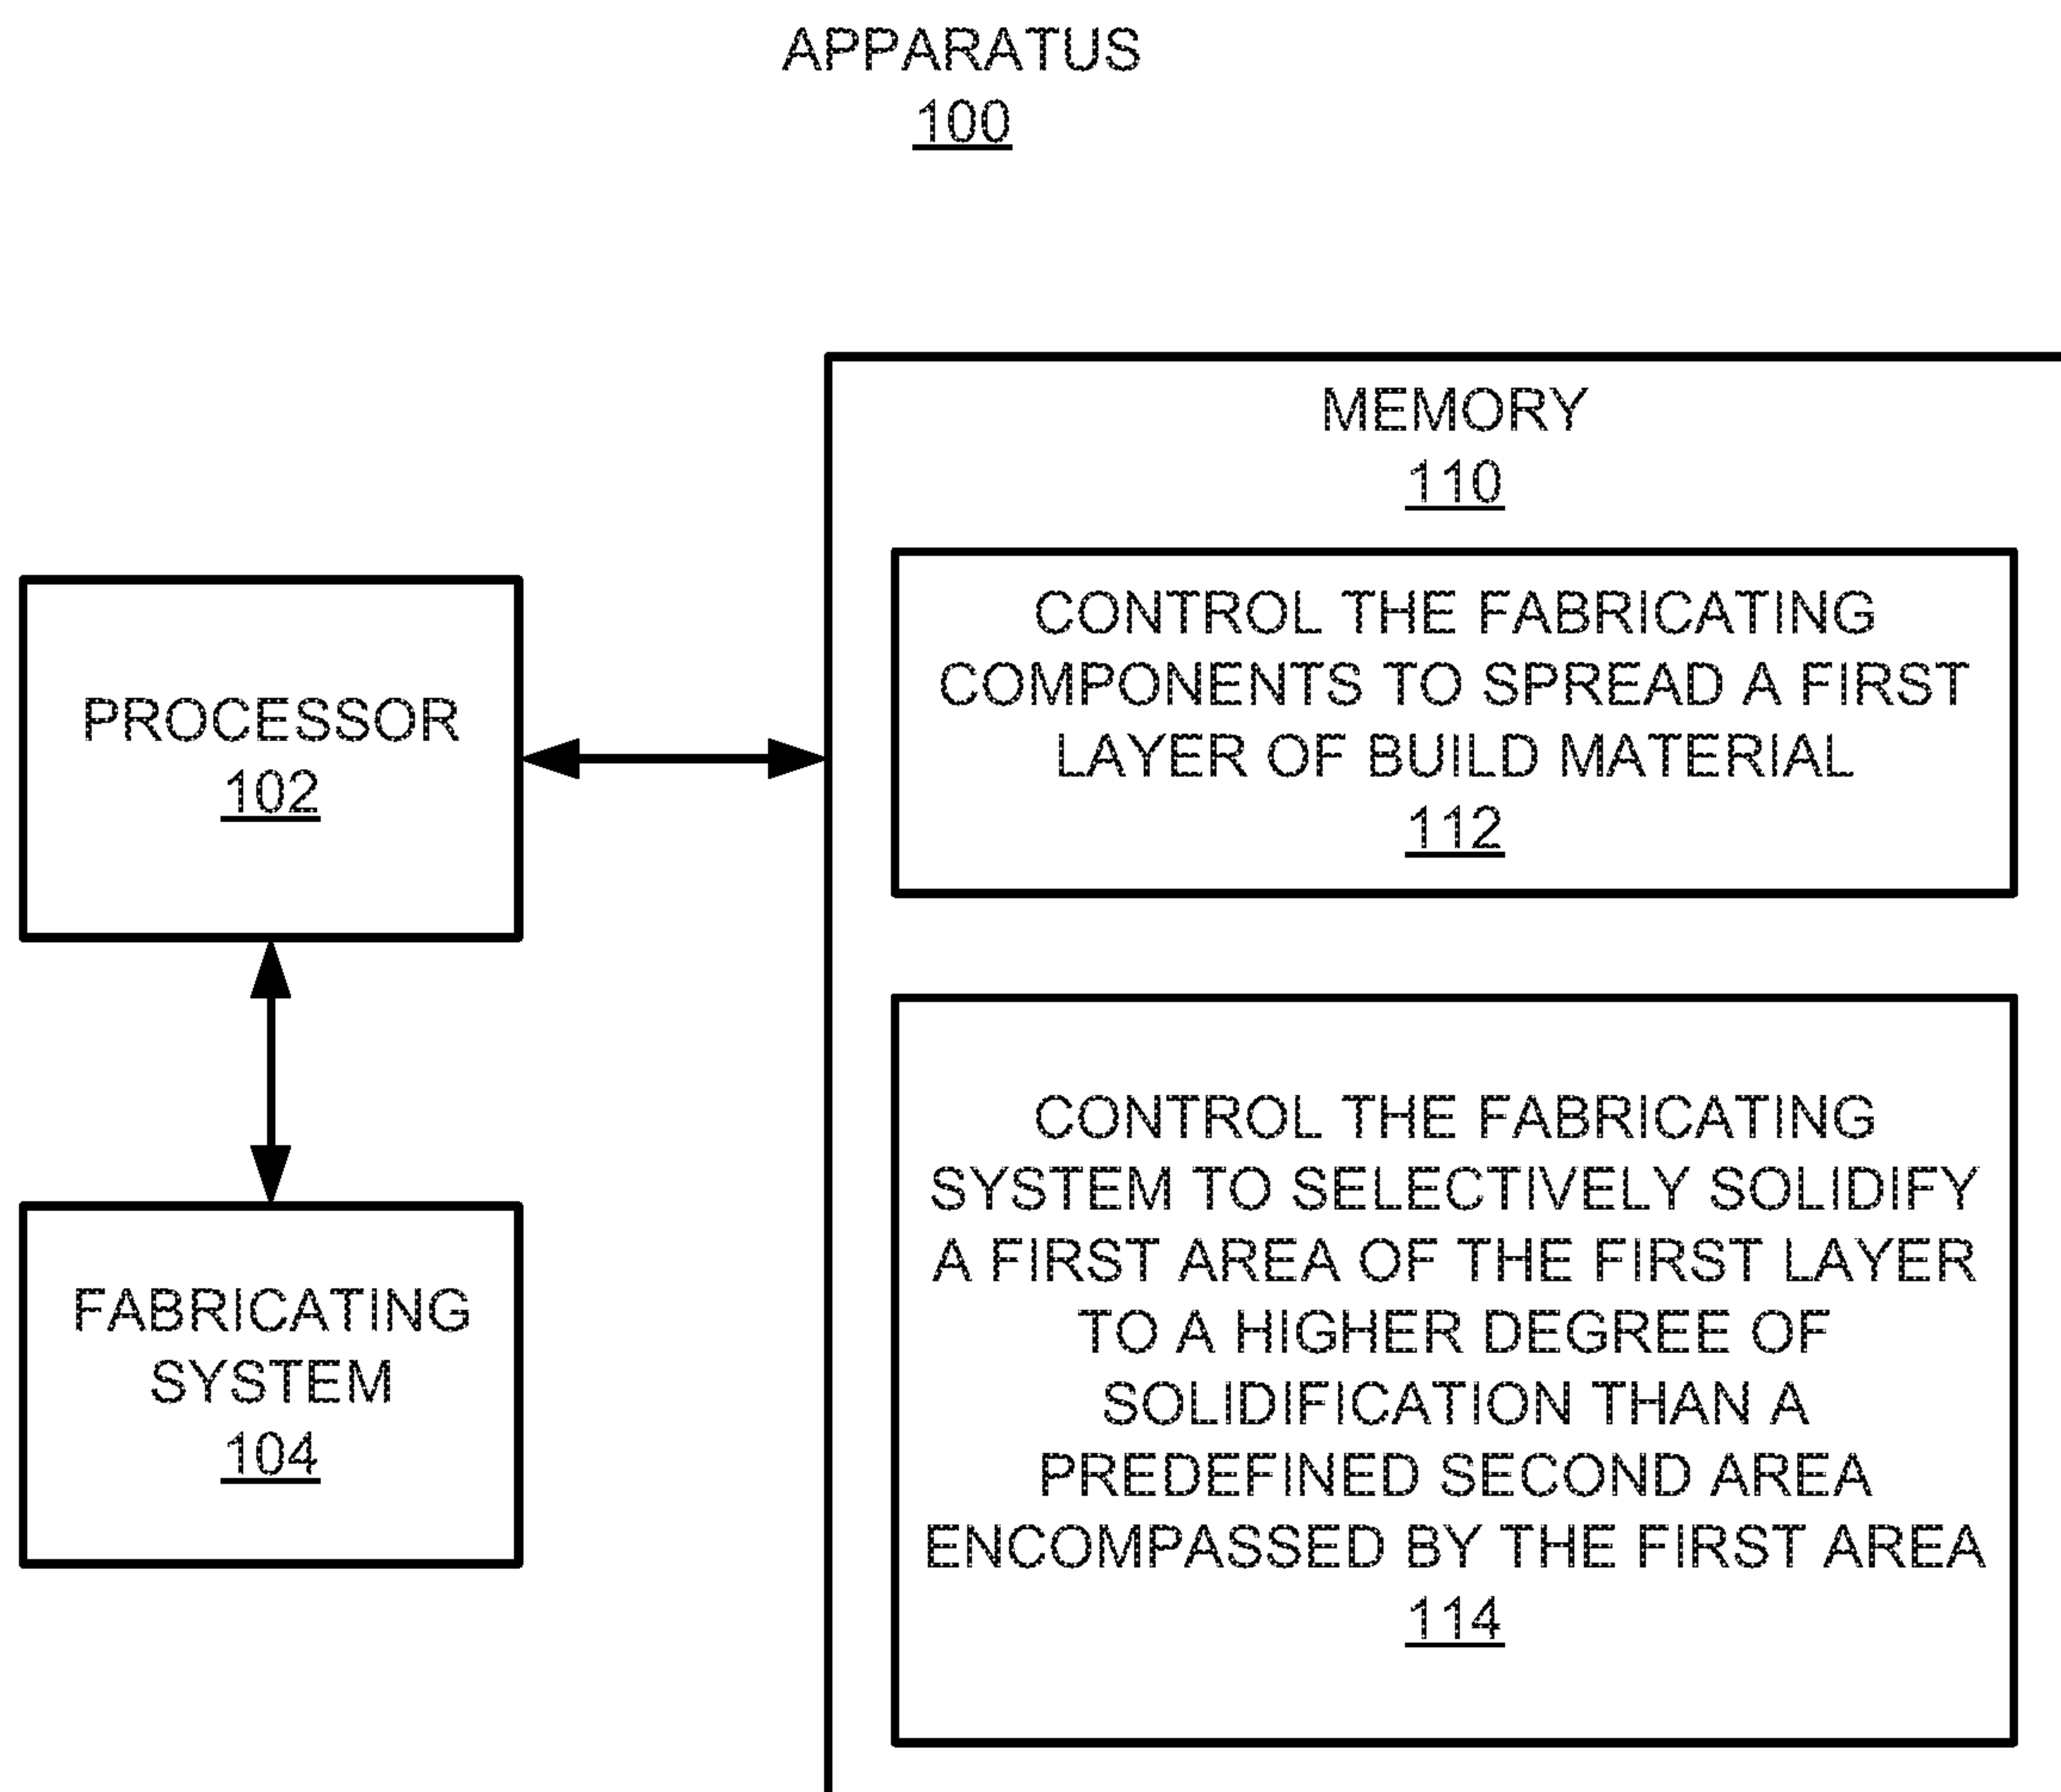 APPARATUS
100
MEMORY
110
CONTROL THE FABRICATING
COMPONENTS TO SPREAD A FIRST
LAYER OF BUILD MATERIAL
112
PROCESSOR
102
CONTROL THE FABRICATING
SYSTEM TO SELECTIVELY SOLIDIFY
A FIRST AREA OF THE FIRST LAYER
TO A HIGHER DEGREE OF
SOLIDIFICATION THAN A
PREDEFINED SECOND AREA
ENCOMPASSED BY THE FIRST AREA
114
FABRICATING
SYSTEM
104